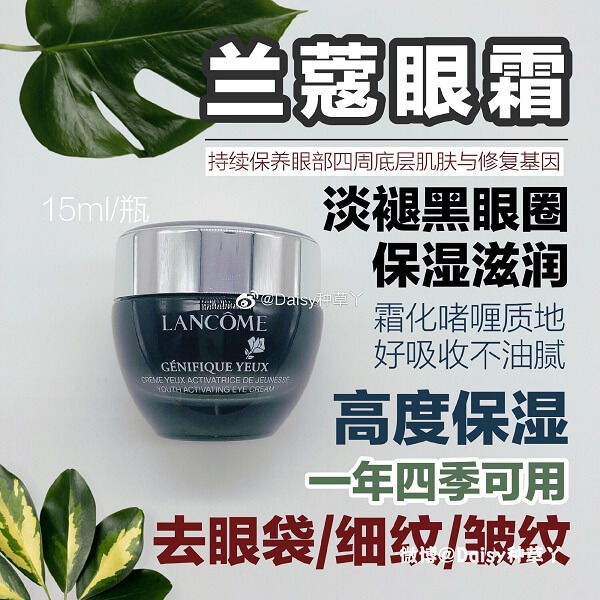 兰蔻眼霜
持续保养眼部四周底层肌肤与修复基因
15ml/瓶
淡褪黑眼圈
保湿滋润
@Daisy种草丫
霜化啫喱质地
好吸收不油腻
LANCÔME
GÉNIFIQUE YEUX
CRÈME YEUX ACTIVATRICE DE JEUNESSE
YOUTH ACTIVATING EYE CREAM
高度保湿
一年四季可用
去眼袋/细纹/皱纹
微博@Daisy种草丫